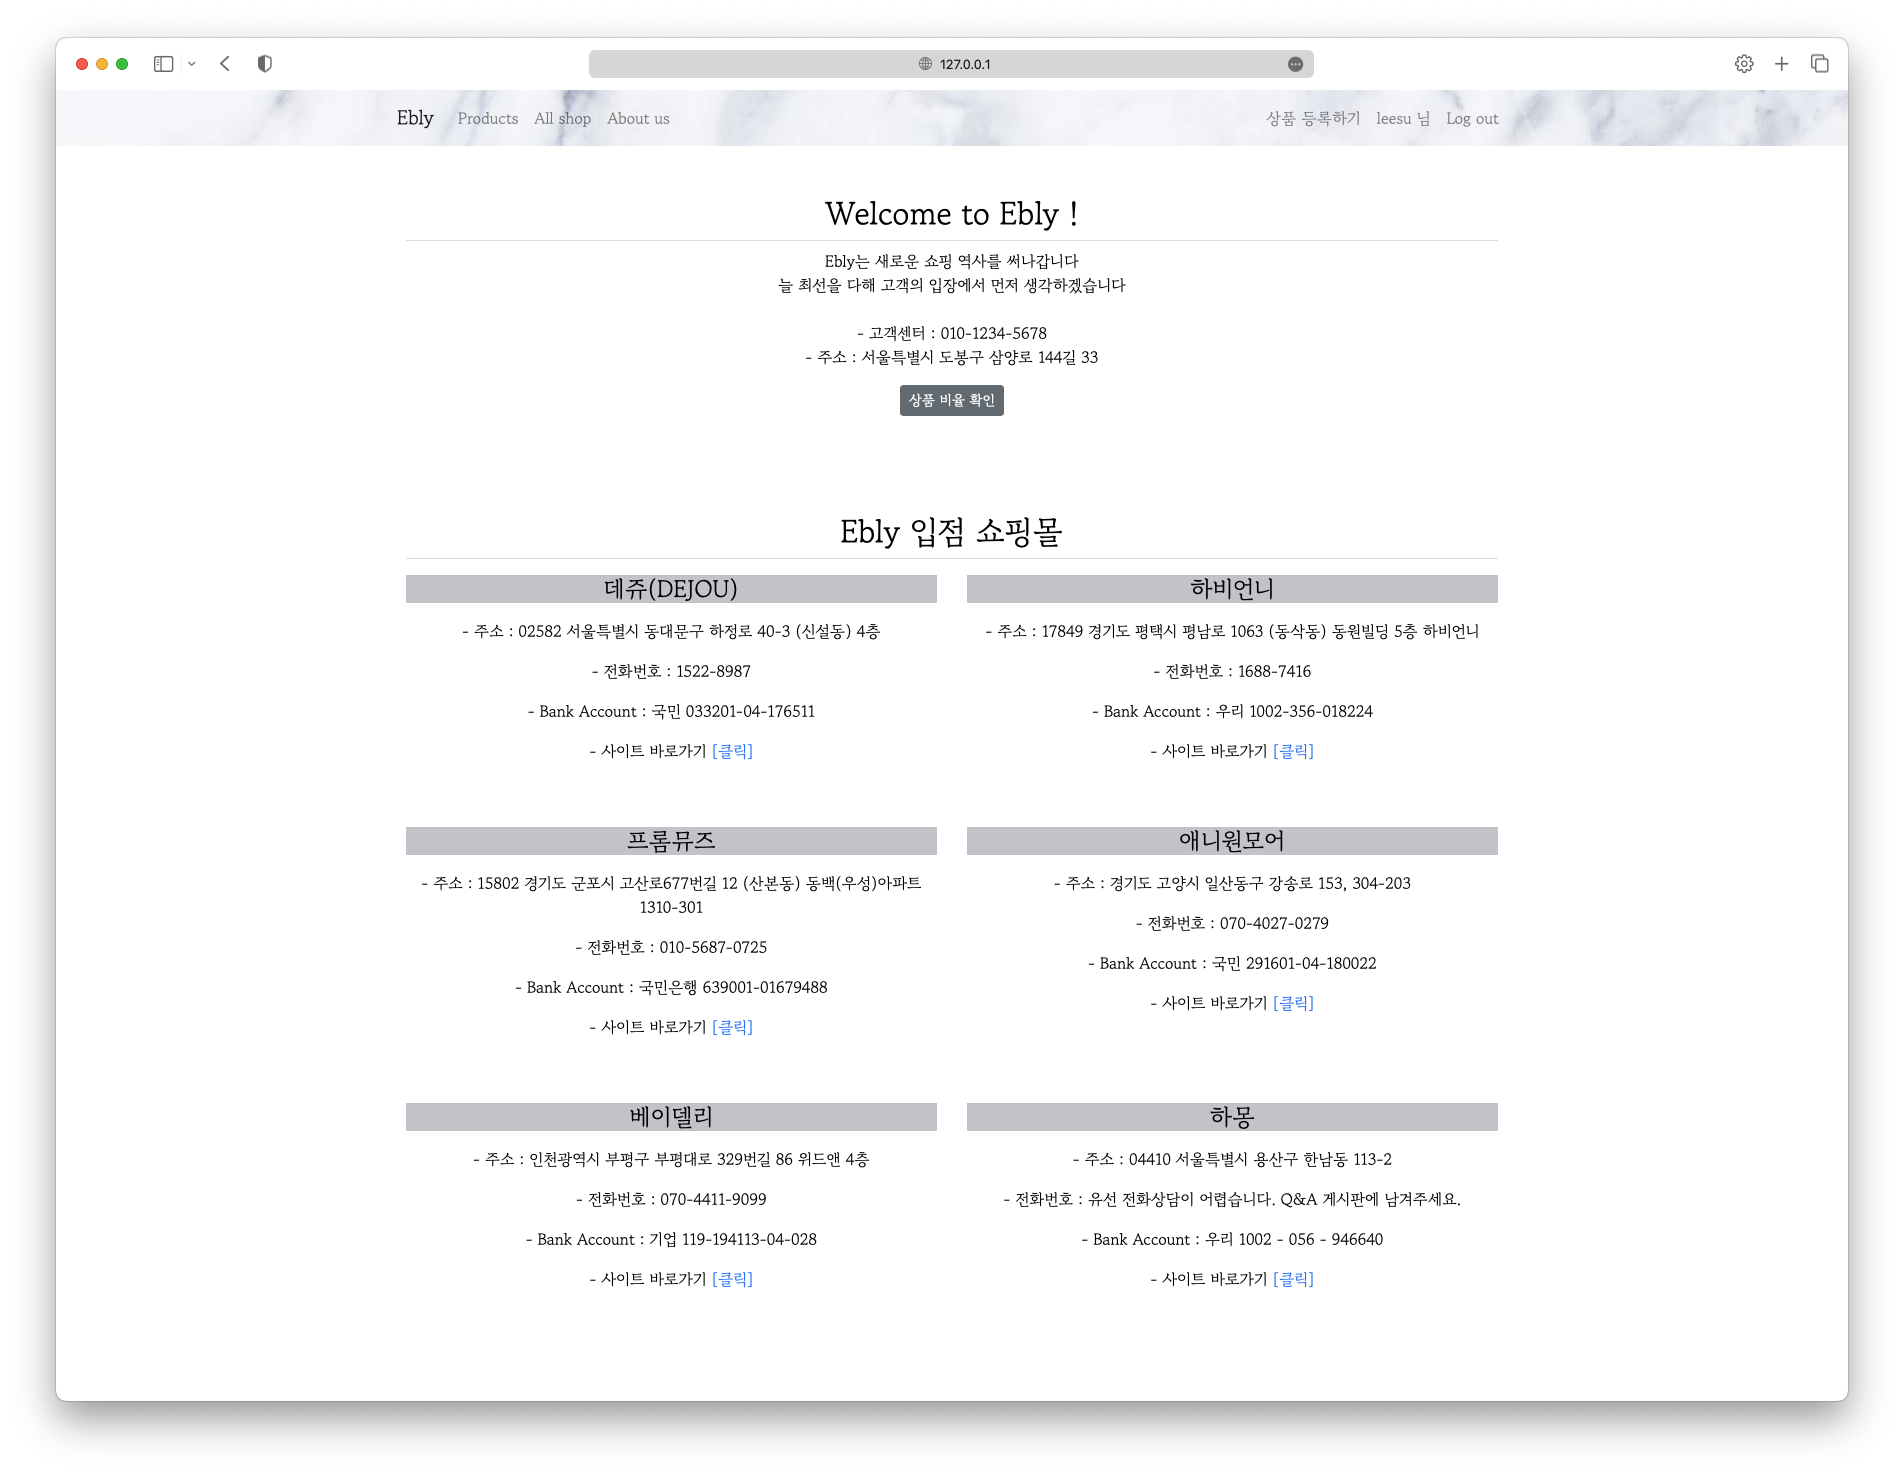 127.0.0.1
Ebly Products All shop About us 상품 등록하기 leesu 님 Log out
Welcome to Ebly !
Ebly는 새로운 쇼핑 역사를 써나갑니다
늘 최선을 다해 고객의 입장에서 먼저 생각하겠습니다
- 고객센터 : 010-1234-5678
- 주소 : 서울특별시 도봉구 삼양로 144길 33
상품 비율 확인
Ebly 입점 쇼핑몰
데쥬(DEJOU)
- 주소 : 02582 서울특별시 동대문구 하정로 40-3 (신설동) 4층
- 전화번호 : 1522-8987
- Bank Account : 국민 033201-04-176511
- 사이트 바로가기 [클릭]
하비언니
- 주소 : 17849 경기도 평택시 평남로 1063 (동삭동) 동원빌딩 5층 하비언니
- 전화번호 : 1688-7416
- Bank Account : 우리 1002-356-018224
- 사이트 바로가기 [클릭]
프롬뮤즈
- 주소 : 15802 경기도 군포시 고산로677번길 12 (산본동) 동백(우성)아파트
1310-301
- 전화번호 : 010-5687-0725
- Bank Account : 국민은행 639001-01679488
- 사이트 바로가기 [클릭]
애니원모어
- 주소 : 경기도 고양시 일산동구 강송로 153, 304-203
- 전화번호 : 070-4027-0279
- Bank Account : 국민 291601-04-180022
- 사이트 바로가기 [클릭]
베이델리
- 주소 : 인천광역시 부평구 부평대로 329번길 86 위드앤 4층
- 전화번호 : 070-4411-9099
- Bank Account : 기업 119-194113-04-028
- 사이트 바로가기 [클릭]
하몽
- 주소 : 04410 서울특별시 용산구 한남동 113-2
- 전화번호 : 유선 전화상담이 어렵습니다. Q&A 게시판에 남겨주세요.
- Bank Account : 우리 1002 - 056 - 946640
- 사이트 바로가기 [클릭]